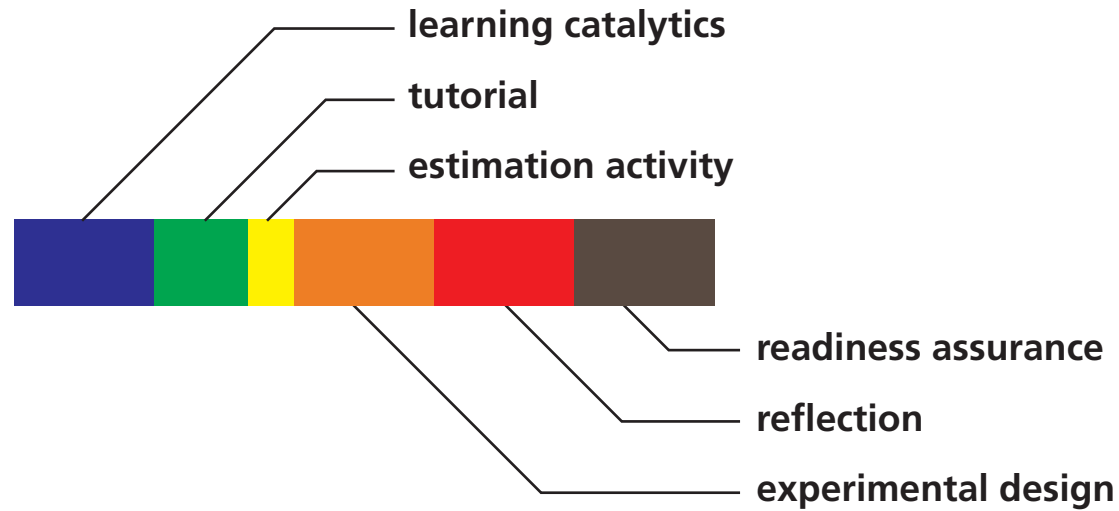 learning catalytics
tutorial
estimation activity
readiness assurance
reflection
experimental design